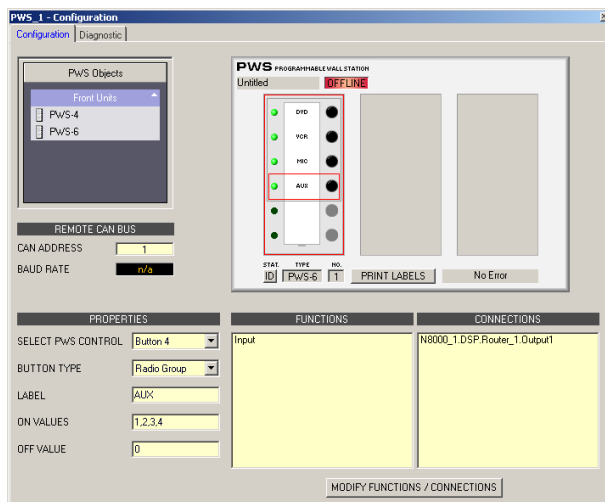 PWS_1 - Configuration
Configuration
Diagnostic
PWS Objects
Front Units
PWS-4
PWS-6
PWS PROGRAMMABLE WALL STATION
Untitled
OFFLINE
DVD
VCR
MIC
AUX
STAT.
TYPE
NO.
ID
PWS-6
1
PRINT LABELS
No Error
REMOTE CAN BUS
CAN ADDRESS
1
BAUD RATE
n/a
PROPERTIES
SELECT PWS CONTROL
Button 4
BUTTON TYPE
Radio Group
LABEL
AUX
ON VALUES
1,2,3,4
OFF VALUE
0
FUNCTIONS
Input
CONNECTIONS
N8000_1.DSP.Router_1.Output1
MODIFY FUNCTIONS / CONNECTIONS